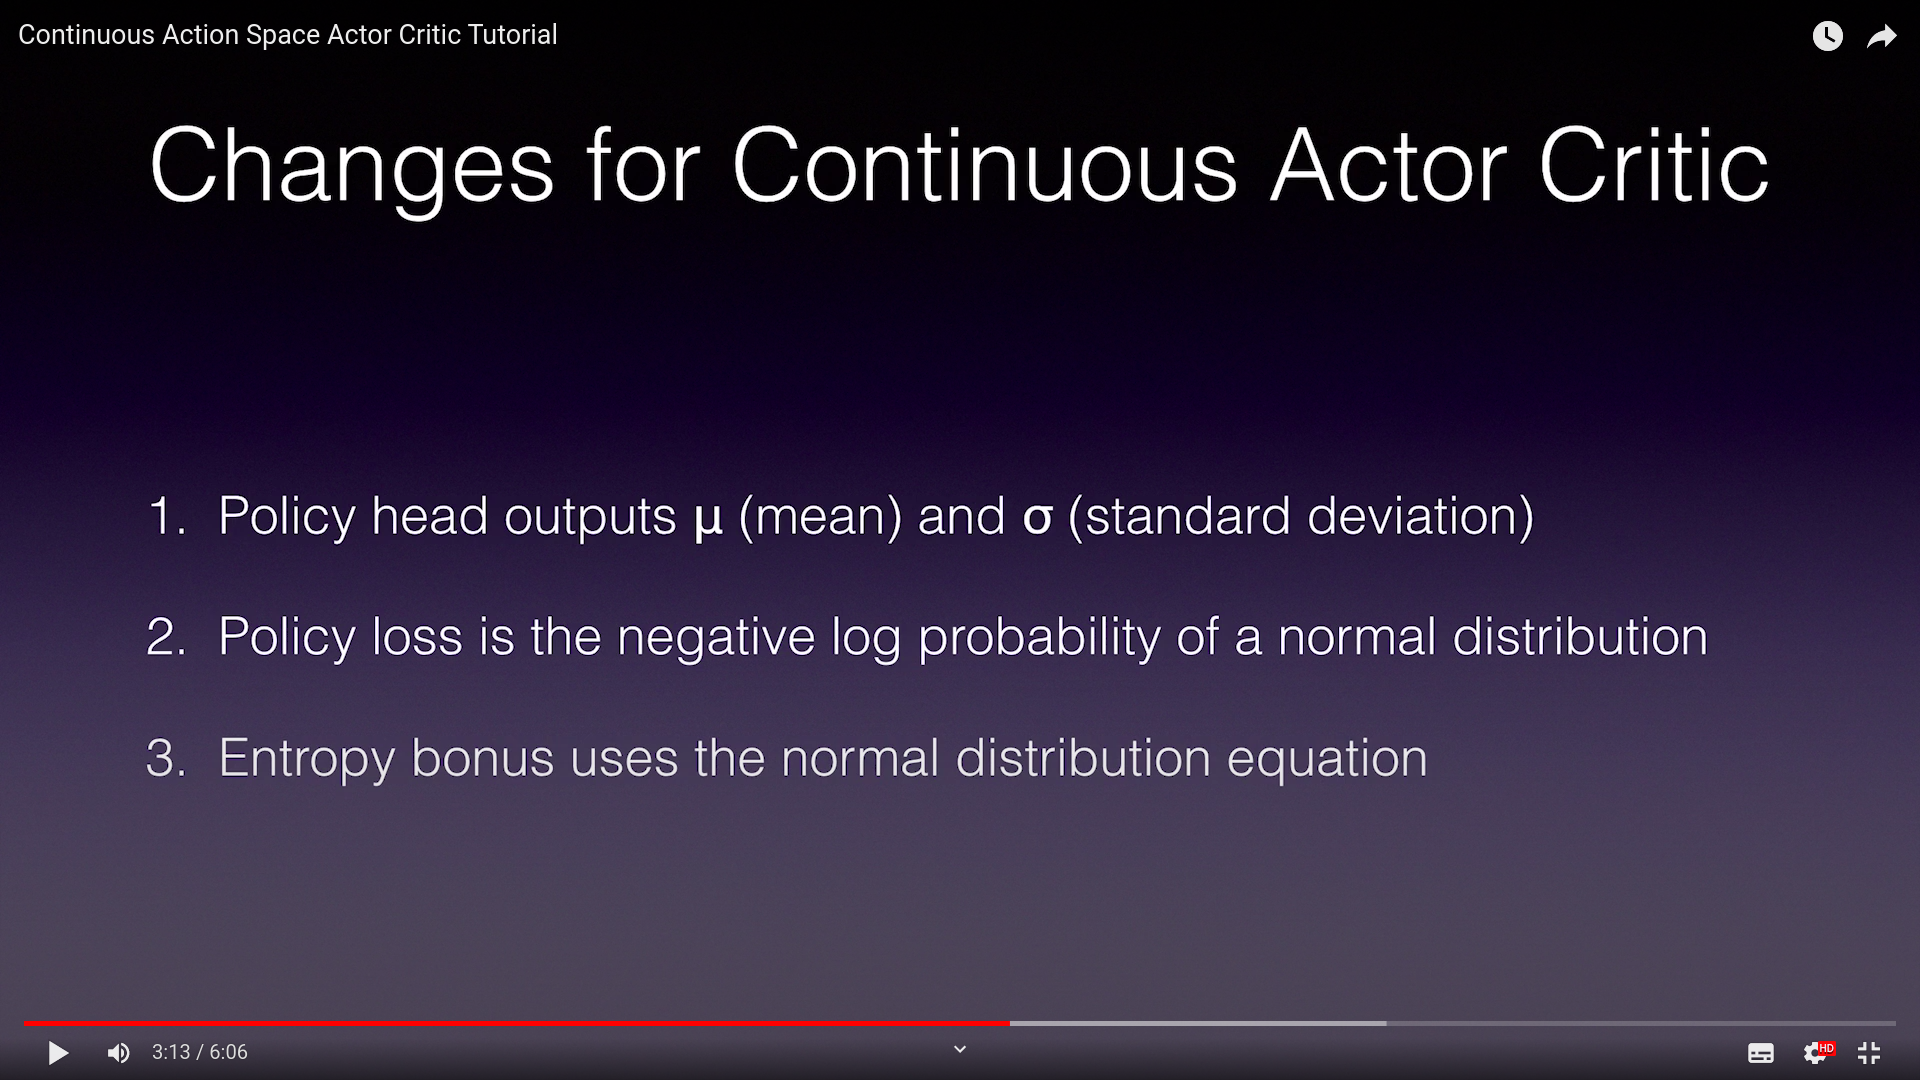 Continuous Action Space Actor Critic Tutorial
Changes for Continuous Actor Critic
1. Policy head outputs μ (mean) and σ (standard deviation)
2. Policy loss is the negative log probability of a normal distribution
3. Entropy bonus uses the normal distribution equation
3:13 / 6:06
HD